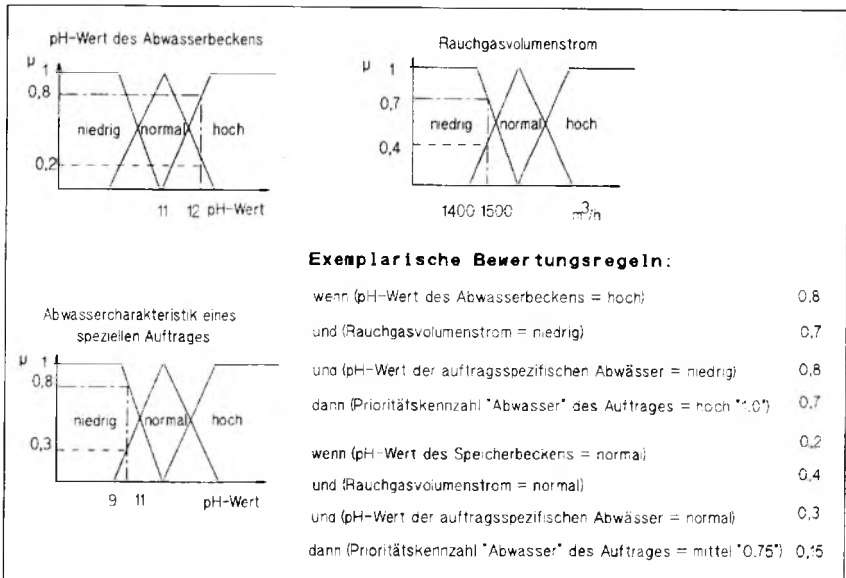 pH-Wert des Abwasserbeckens
µ 1
0,8
niedrig normal hoch
0,2
11 12 pH-Wert
Rauchgasvolumenstrom
µ 1
0,7
niedrig normal hoch
0,4
1400 1500 m³/h
Abwassercharakteristik eines
speziellen Auftrages
µ 1
0,8
niedrig normal hoch
0,3
9 11 pH-Wert
Exemplarische Bewertungsregeln:
wenn (pH-Wert des Abwasserbeckens = hoch) 0,8
und (Rauchgasvolumenstrom = niedrig) 0,7
und (pH-Wert der auftragsspezifischen Abwässer = niedrig) 0,8
dann (Prioritätskennzahl "Abwasser" des Auftrages = hoch "1.0") 0,7
wenn (pH-Wert des Speicherbeckens = normal) 0,2
und (Rauchgasvolumenstrom = normal) 0,4
und (pH-Wert der auftragsspezifischen Abwässer = normal) 0,3
dann (Prioritätskennzahl "Abwasser" des Auftrages = mittel "0.75") 0,15